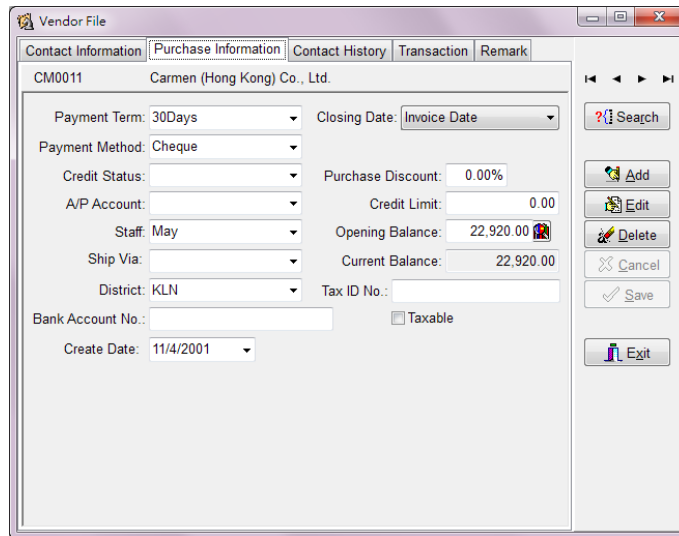 Vendor File
Contact Information Purchase Information Contact History Transaction Remark
CM0011 Carmen (Hong Kong) Co., Ltd.
Payment Term: 30Days Closing Date: Invoice Date
Payment Method: Cheque
Credit Status: Purchase Discount: 0.00%
A/P Account: Credit Limit: 0.00
Staff: May Opening Balance: 22,920.00
Ship Via: Current Balance: 22,920.00
District: KLN Tax ID No.:
Bank Account No.: Taxable
Create Date: 11/4/2001
Search
Add
Edit
Delete
Cancel
Save
Exit